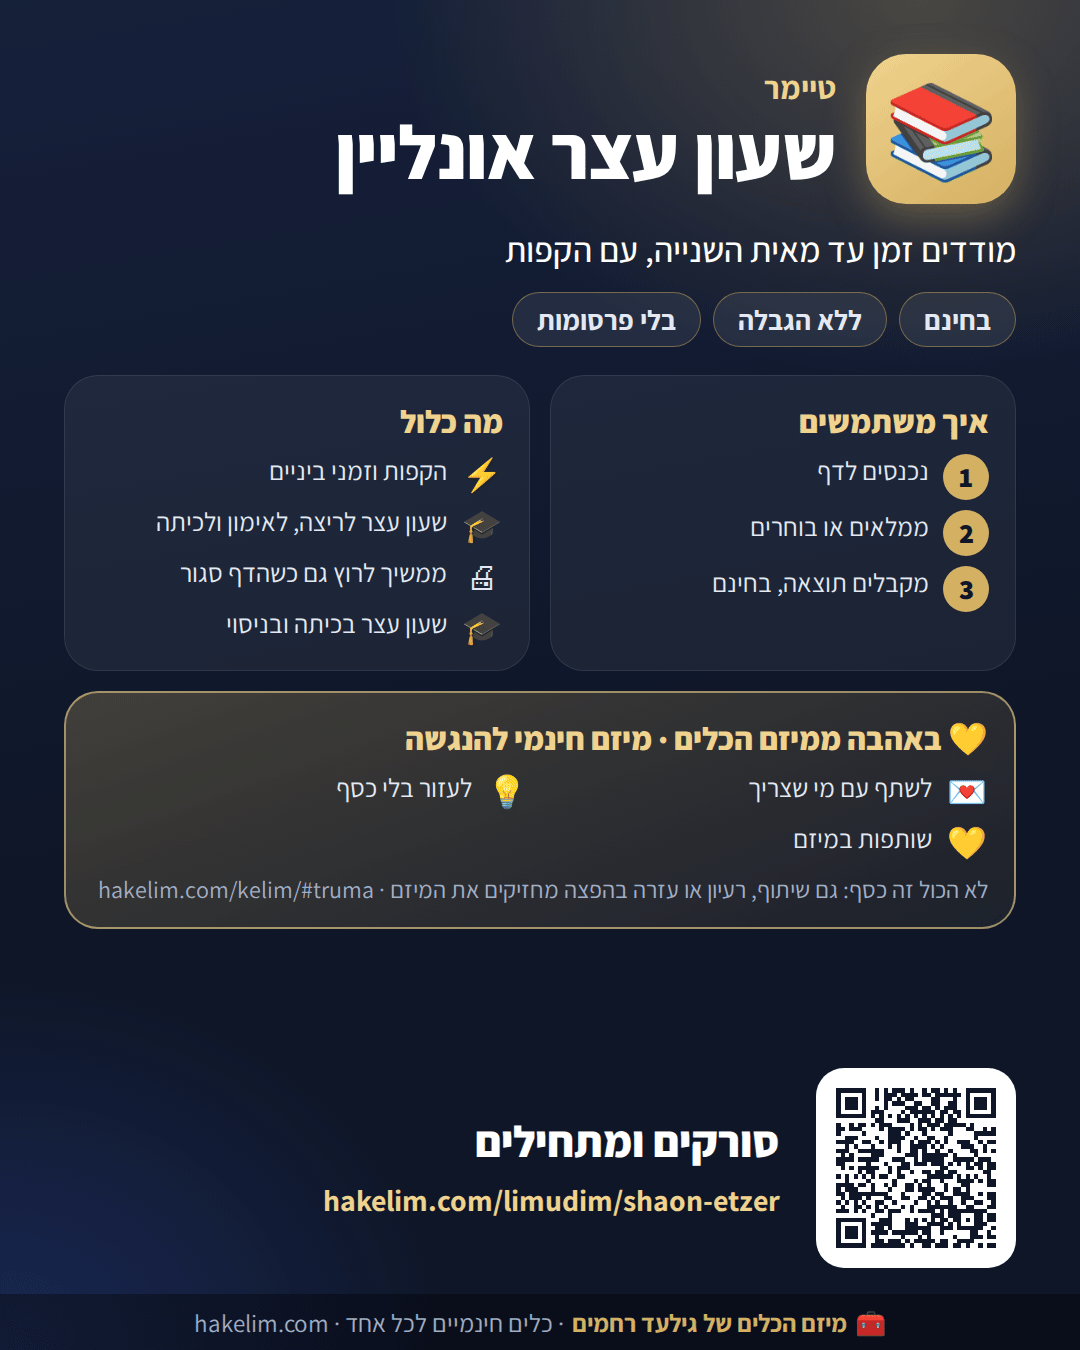 טיימר
שעון עצר אונליין
מודדים זמן עד מאית השנייה, עם הקפות
בחינם
ללא הגבלה
בלי פרסומות
איך משתמשים
1 נכנסים לדף
2 ממלאים או בוחרים
3 מקבלים תוצאה, בחינם
מה כלול
⚡ הקפות וזמני ביניים
🎓 שעון עצר לריצה, לאימון ולכיתה
🖨 ממשיך לרוץ גם כשהדף סגור
🎓 שעון עצר בכיתה ובניסוי
💛 באהבה ממיזם הכלים · מיזם חינמי להנגשה
💌 לשתף עם מי שצריך
💡 לעזור בלי כסף
💛 שותפות במיזם
לא הכול זה כסף: גם שיתוף, רעיון או עזרה בהפצה מחזיקים את המיזם · hakelim.com/kelim/#truma
סורקים ומתחילים
hakelim.com/limudim/shaon-etzer
🧰 מיזם הכלים של גילעד רחמים · כלים חינמיים לכל אחד · hakelim.com